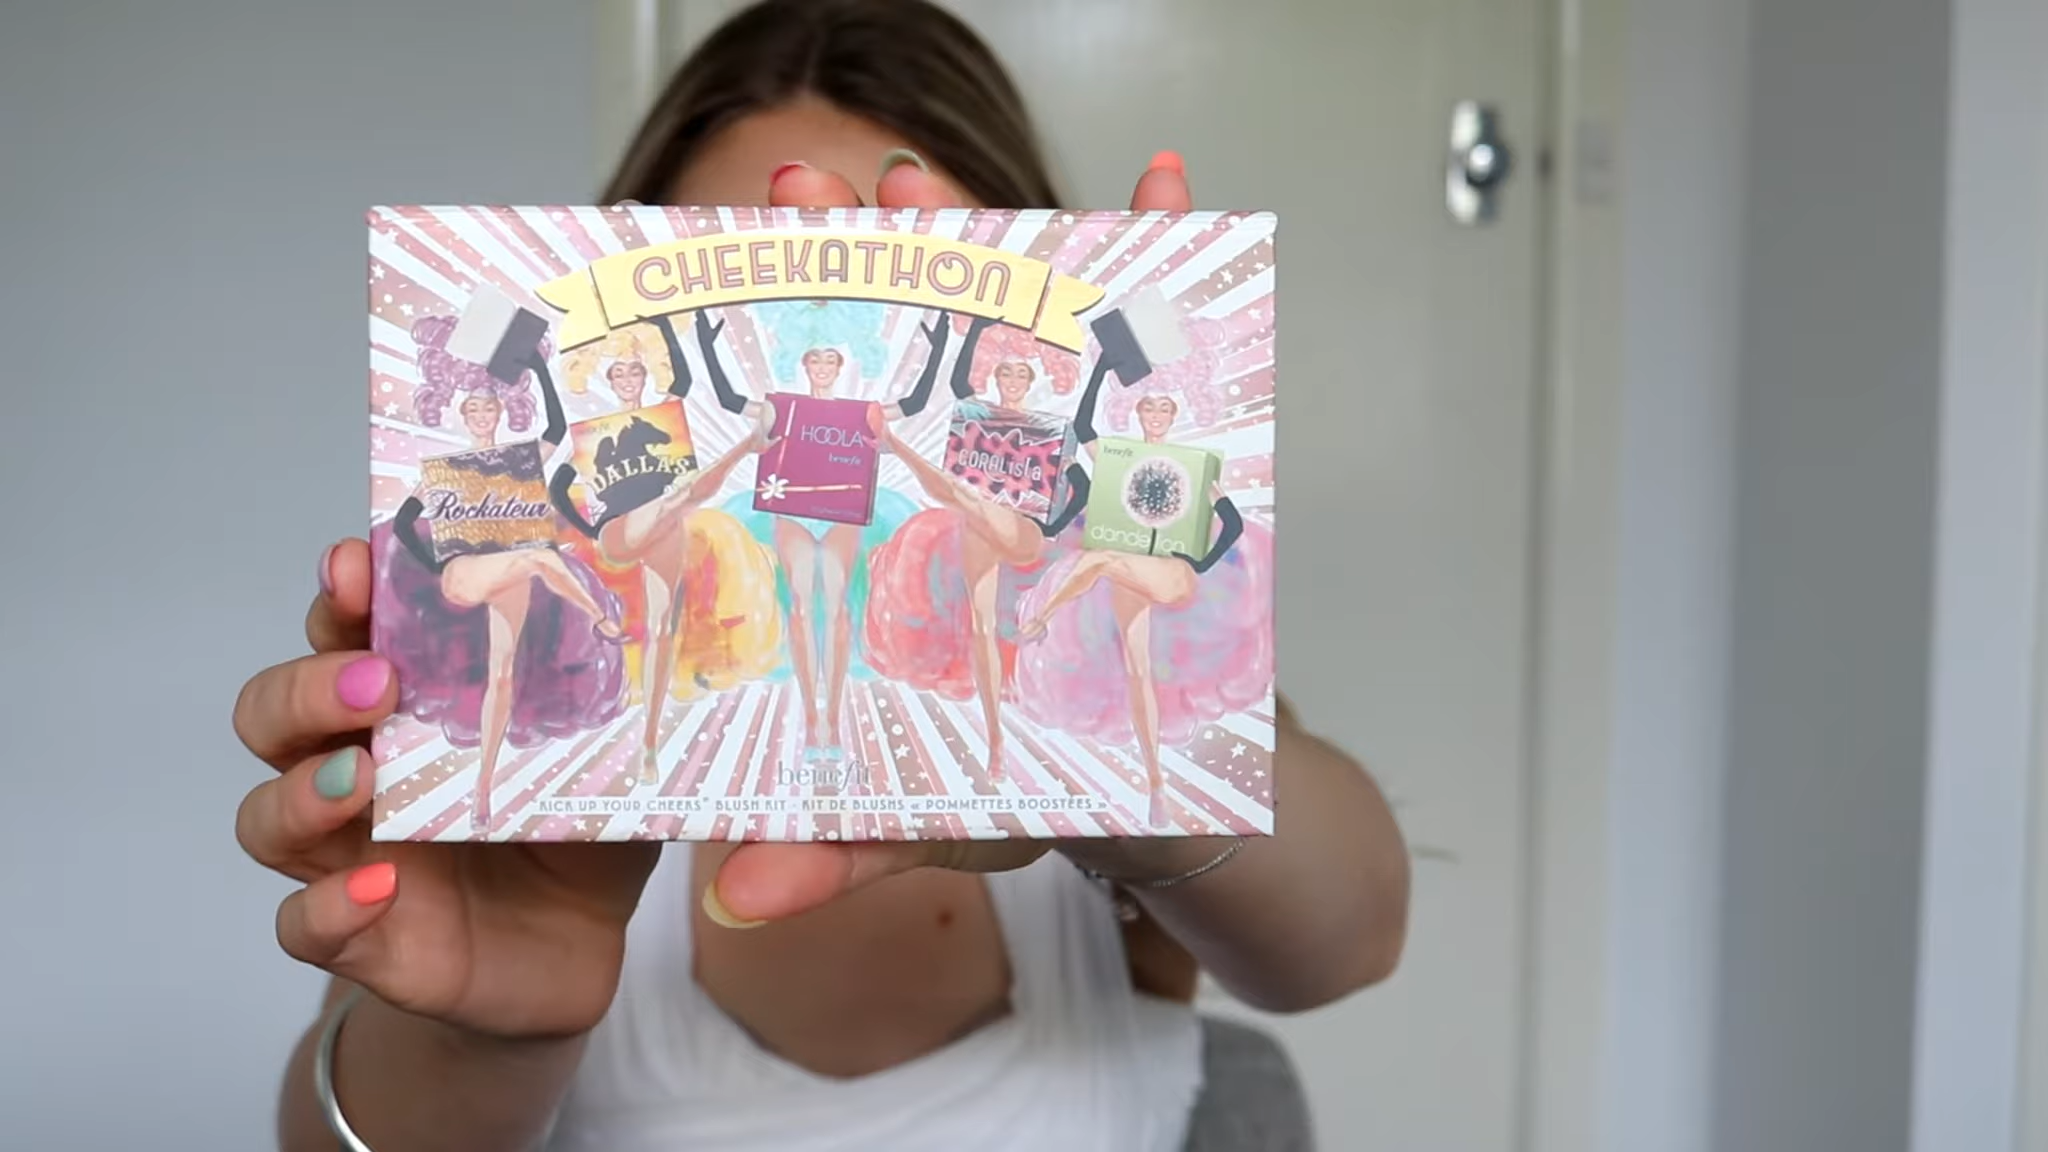 CHEEKATHON
benefit
DALLAS
HOOLA
benefit
CORALista
benefit
dandelion
Rockateur
benefit
"KICK UP YOUR CHEEKS" BLUSH KIT - KIT DE BLUSHS « POMMETTES BOOSTÉES »